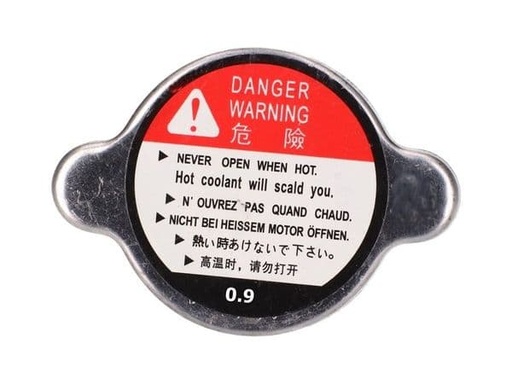 DANGER
WARNING
危 險
! 
▶ NEVER OPEN WHEN HOT.
Hot coolant will scald you.
▶ N' OUVREZ PAS QUAND CHAUD.
▶ NICHT BEI HEISSEM MOTOR ÖFFNEN.
▶ 熱い時あけないで下さい。
▶ 高温时，请勿打开
0.9